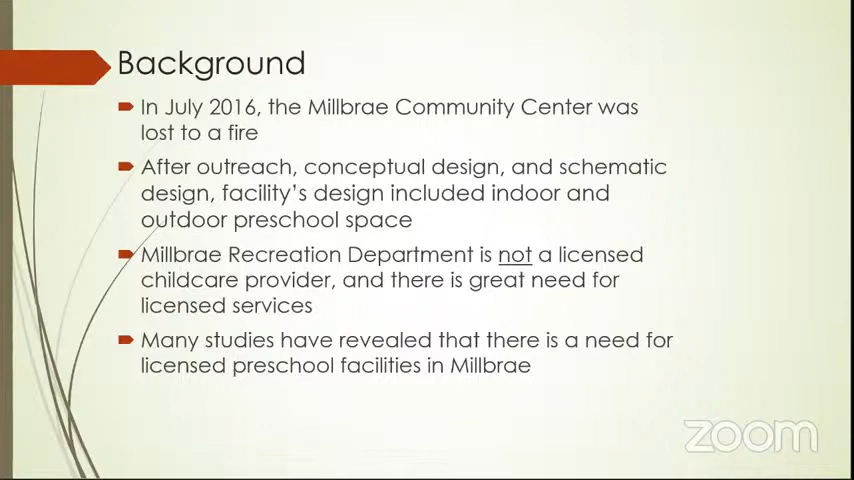 Background
In July 2016, the Millbrae Community Center was
lost to a fire
After outreach, conceptual design, and schematic
design, facility's design included indoor and
outdoor preschool space
Millbrae Recreation Department is not a licensed
childcare provider, and there is great need for
licensed services
Many studies have revealed that there is a need for
licensed preschool facilities in Millbrae
zoom